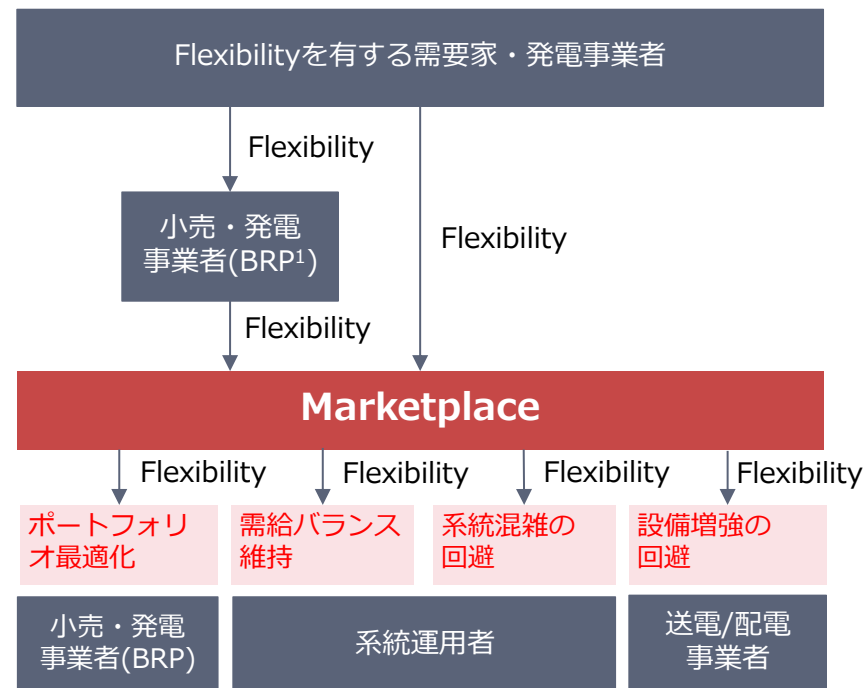 Flexibilityを有する需要家・発電事業者
Flexibility
小売・発電
事業者(BRP¹)
Flexibility
Flexibility
Marketplace
Flexibility
Flexibility
Flexibility
Flexibility
ポートフォリ
オ最適化
需給バランス
維持
系統混雑の
回避
設備増強の
回避
小売・発電
事業者(BRP)
系統運用者
送電/配電
事業者